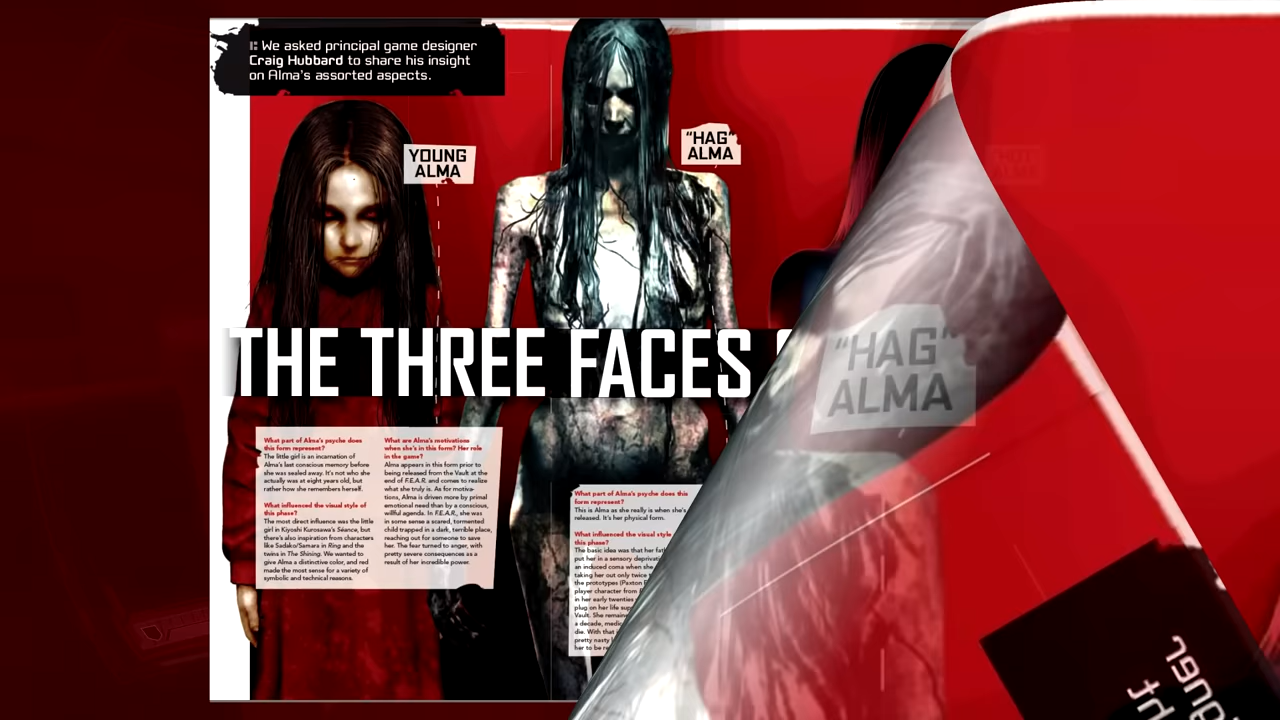 We asked principal game designer
Craig Hubbard to share his insight
on Alma's assorted aspects.
YOUNG
ALMA
"HAG"
ALMA
THE THREE FACES
"HAG"
ALMA
What part of Alma's psyche does
this form represent?
The little girl is an incarnation of
Alma's last conscious memory before
she was sealed away. It's not who she
actually was at eight years old, but
rather how she remembers herself.
What influenced the visual style of
this phase?
The most direct influence was the little
girl in Kiyoshi Kurosawa's Séance, but
there's also inspiration from characters
like Sadako/Samara in Ring and the
twins in The Shining. We wanted to
give Alma a distinctive color, and red
made the most sense for a variety of
symbolic and technical reasons.
What are Alma's motivations
when she's in this form? Her role
in the game?
Alma appears in this form prior to
being released from the Vault at the
end of F.E.A.R. and comes to realize
what she truly is. As for motiva-
tions, Alma is driven more by primal
emotional need than by a conscious,
willful agenda. In F.E.A.R., she was
in some sense a scared, tormented
child trapped in a dark, terrible place,
reaching out for someone to save
her. The fear turned to anger, with
pretty severe consequences as a
result of her incredible power.
What part of Alma's psyche does this
form represent?
This is Alma as she really is when she's
released. It's her physical form.
What influenced the visual style
this phase?
The basic idea was that her
put her in a sensory
an induced coma when she
taking her out only twice
the prototypes (Paxton
player character from
in her early twenties
plug on her life
Vault. She
a decade,
die. With that
pretty nasty
her to be